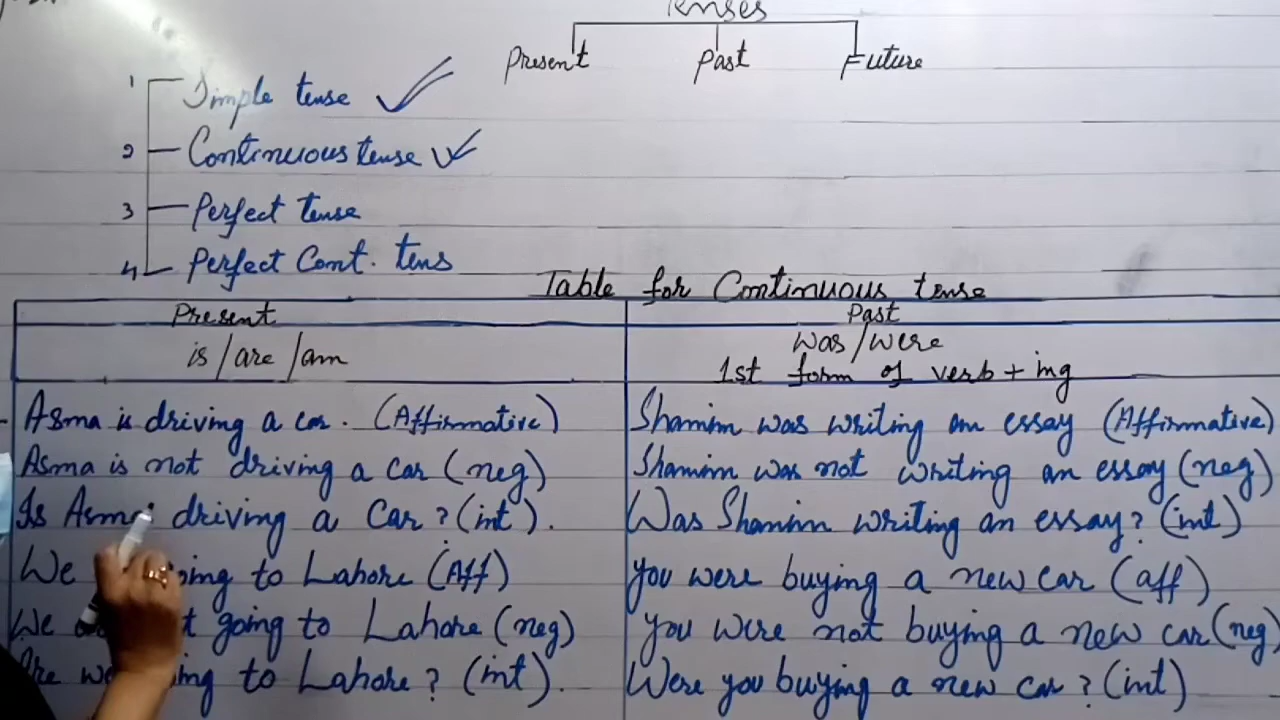 Tenses
Present Past Future
1 Simple tense
2 Continuous tense
3 Perfect tense
4 Perfect Cont. tens
Table for Continuous tense
Present Past
is/are/am was/were
1st form of verb + ing
Asma is driving a car. (Affirmative) Shamim was writing an essay (Affirmative)
Asma is not driving a car (neg) Shamim was not writing an essay (neg)
Is Asma driving a Car? (int). Was Shamim writing an essay? (int)
We to Lahore (Aff) you were buying a new car (aff)
We going to Lahore (neg) you were not buying a new car (neg)
Are to Lahore? (int). Were you buying a new car? (int)